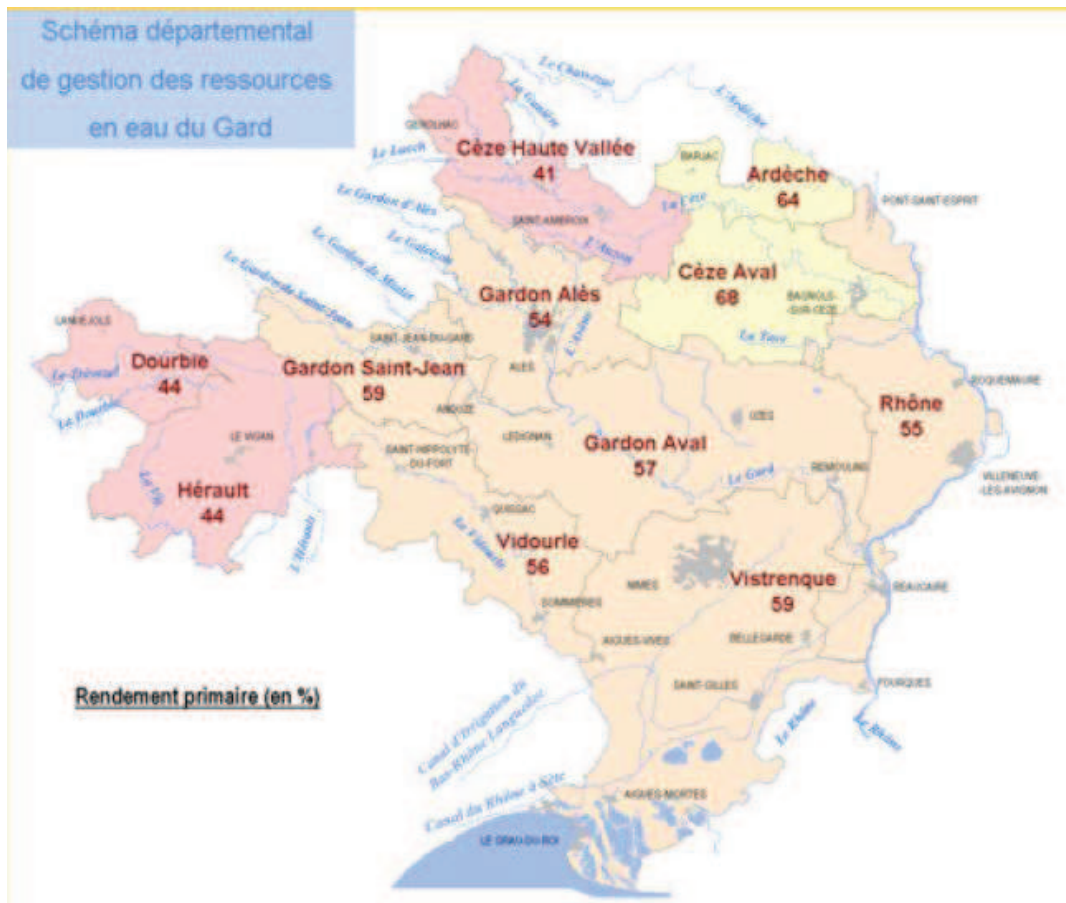 Schéma départemental
de gestion des ressources
en eau du Gard
Le Chassezac
L'Ardèche
La Ganière
GENOLHAC
Le Luech
Cèze Haute Vallée
41
BARJAC
Ardèche
64
Le Gardon d'Alès
La Cèze
PONT-SAINT-ESPRIT
SAINT-AMBROIX
Le Galeizon
L'Auzon
Le Gardon de Mialet
Cèze Aval
68
Le Gardon de Saint-Jean
Gardon Alès
54
BAGNOLS-
SUR-CEZE
LANUEJOLS
SAINT-JEAN-DU-GARD
L'Avène
La Tave
Dourbie
44
Gardon Saint-Jean
59
ALES
Le Trévezel
ROQUEMAURE
La Dourbie
ANDUZE
Rhône
55
UZES
LE VIGAN
LEDIGNAN
Gardon Aval
57
SAINT-HIPPOLYTE-
DU-FORT
REMOULINS
Le Gard
VILLENEUVE-
LES-AVIGNON
La Vis
Hérault
44
QUISSAC
L'Hérault
Le Vidourle
Vidourle
56
NIMES
Vistrenque
59
BEAUCAIRE
SOMMIERES
AIGUES-VIVES
BELLEGARDE
Rendement primaire (en %)
SAINT-GILLES
FOURQUES
Canal d'Irrigation du
Bas-Rhône Languedoc
Le Rhône
Le Rhône
Canal du Rhône à Sète
AIGUES-MORTES
LE GRAU-DU-ROI